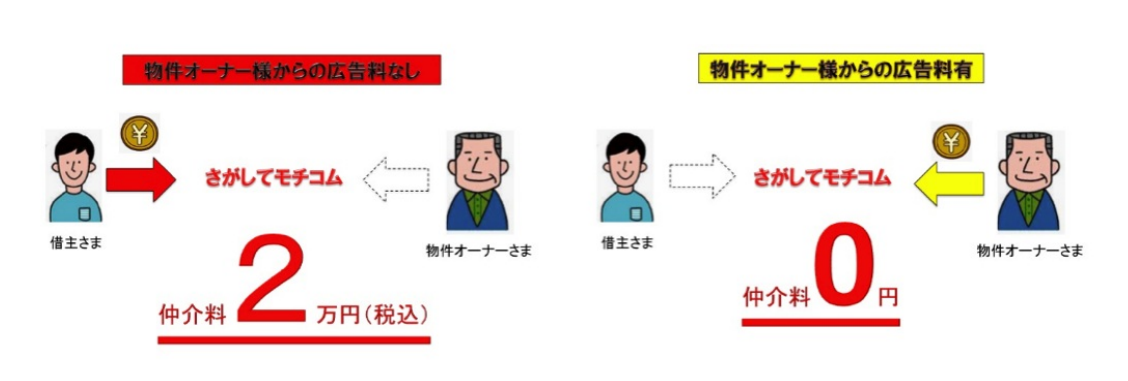 物件オーナー様からの広告料なし
¥
さがしてモチコム
借主さま
物件オーナーさま
仲介料2万円(税込)
物件オーナー様からの広告料有
¥
さがしてモチコム
借主さま
物件オーナーさま
仲介料0円